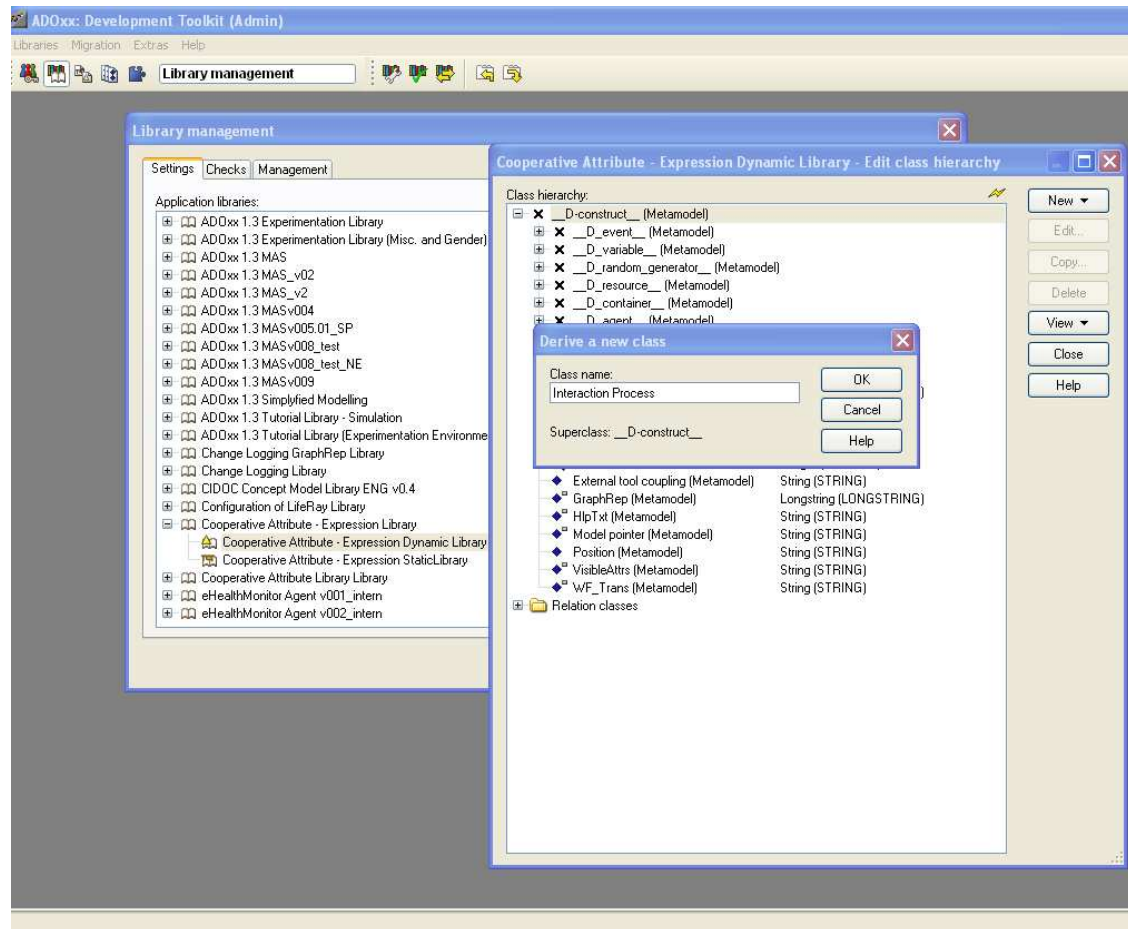 ADOxx: Development Toolkit (Admin)
Libraries Migration Extras Help
Library management
Library management
Settings Checks Management
Application libraries:
ADOxx 1.3 Experimentation Library
ADOxx 1.3 Experimentation Library (Misc. and Gender)
ADOxx 1.3 MAS
ADOxx 1.3 MAS_v02
ADOxx 1.3 MAS_v2
ADOxx 1.3 MASv004
ADOxx 1.3 MASv005.01_SP
ADOxx 1.3 MASv008_test
ADOxx 1.3 MASv008_test_NE
ADOxx 1.3 MASv009
ADOxx 1.3 Simplyfied Modelling
ADOxx 1.3 Tutorial Library - Simulation
ADOxx 1.3 Tutorial Library (Experimentation Environme
Change Logging GraphRep Library
Change Logging Library
CIDOC Concept Model Library ENG v0.4
Configuration of LifeRay Library
Cooperative Attribute - Expression Library
Cooperative Attribute - Expression Dynamic Library
Cooperative Attribute - Expression StaticLibrary
Cooperative Attribute Library Library
eHealthMonitor Agent v001_intern
eHealthMonitor Agent v002_intern
Cooperative Attribute - Expression Dynamic Library - Edit class hierarchy
Class hierarchy:
__D-construct__ (Metamodel)
__D_event__ (Metamodel)
__D_variable__ (Metamodel)
__D_random_generator__ (Metamodel)
__D_resource__ (Metamodel)
__D_container__ (Metamodel)
__D_agent__ (Metamodel)
Derive a new class
Class name:
Interaction Process
Superclass: __D-construct__
OK
Cancel
Help
External tool coupling (Metamodel) String (STRING)
GraphRep (Metamodel) Longstring (LONGSTRING)
HlpTxt (Metamodel) String (STRING)
Model pointer (Metamodel) String (STRING)
Position (Metamodel) String (STRING)
VisibleAttrs (Metamodel) String (STRING)
WF_Trans (Metamodel) String (STRING)
Relation classes
New
Edit...
Copy...
Delete
View
Close
Help